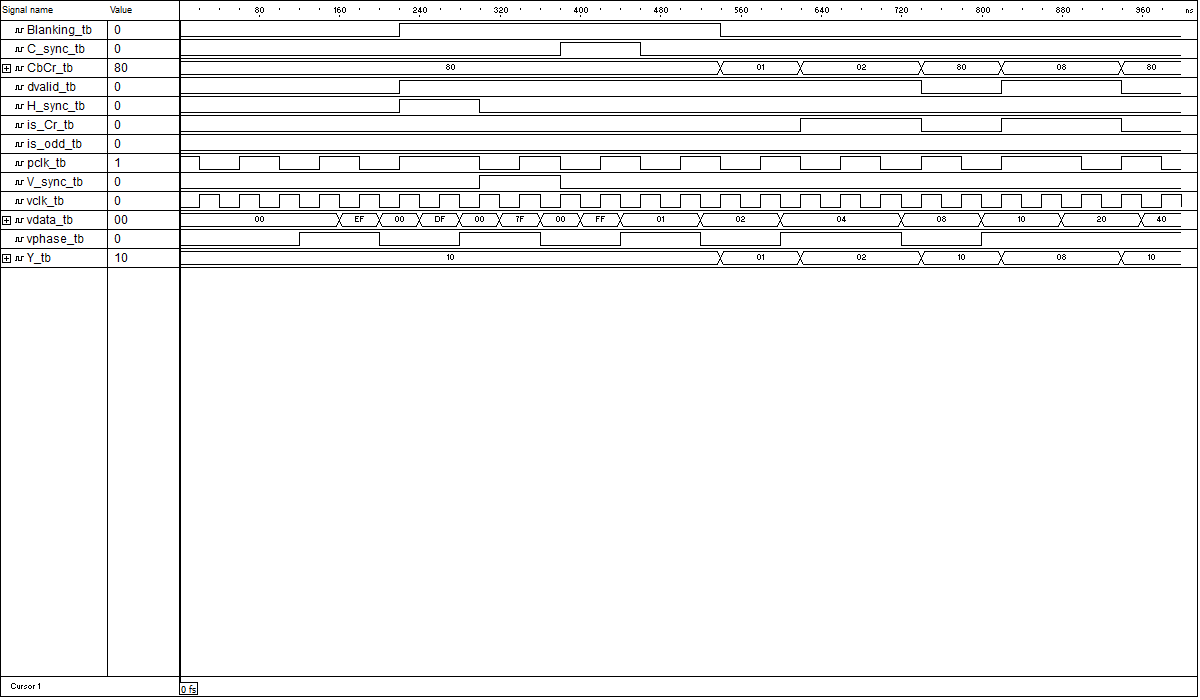 Signal name Value 80 160 240 320 400 480 560 640 720 800 880 960 ns
Blanking_tb 0
C_sync_tb 0
CbCr_tb 80 80 01 02 80 08 80
dvalid_tb 0
H_sync_tb 0
is_Cr_tb 0
is_odd_tb 0
pclk_tb 1
V_sync_tb 0
vclk_tb 0
vdata_tb 00 00 EF 00 DF 00 7F 00 FF 01 02 04 08 10 20 40
vphase_tb 0
Y_tb 10 10 01 02 10 08 10
Cursor 1 0 fs